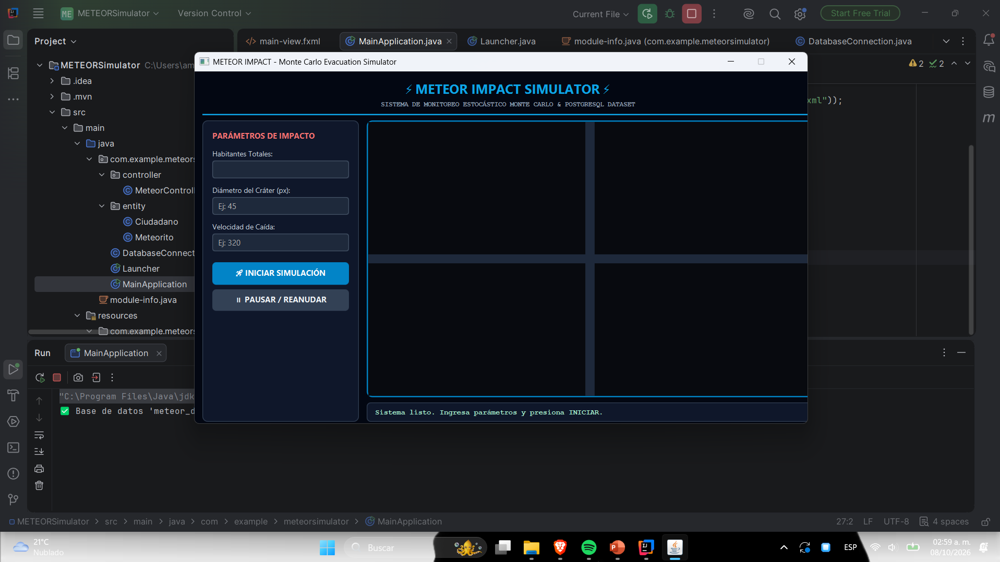 ME METEORSimulator Version Control Current File Start Free Trial
Project
main-view.fxml MainApplication.java Launcher.java module-info.java (com.example.meteorsimulator) DatabaseConnection.java
METEORSimulator C:\Users\am
.idea
.mvn
src
main
java
com.example.meteors
controller
MeteorControll
entity
Ciudadano
Meteorito
DatabaseConnect
Launcher
MainApplication
module-info.java
resources
com.example.meteors
2 2
xml"));
METEOR IMPACT - Monte Carlo Evacuation Simulator
⚡ METEOR IMPACT SIMULATOR ⚡
SISTEMA DE MONITOREO ESTOCÁSTICO MONTE CARLO & POSTGRESQL DATASET
PARÁMETROS DE IMPACTO
Habitantes Totales:
Diámetro del Cráter (px):
Ej: 45
Velocidad de Caída:
Ej: 320
🚀 INICIAR SIMULACIÓN
⏸ PAUSAR / REANUDAR
Sistema listo. Ingresa parámetros y presiona INICIAR.
Run MainApplication
"C:\Program Files\Java\jdk
✅ Base de datos 'meteor_d
METEORSimulator > src > main > java > com > example > meteorsimulator > MainApplication 27:2 LF UTF-8 4 spaces
21°C
Nublado
Buscar
ESP
02:59 a. m.
08/10/2026